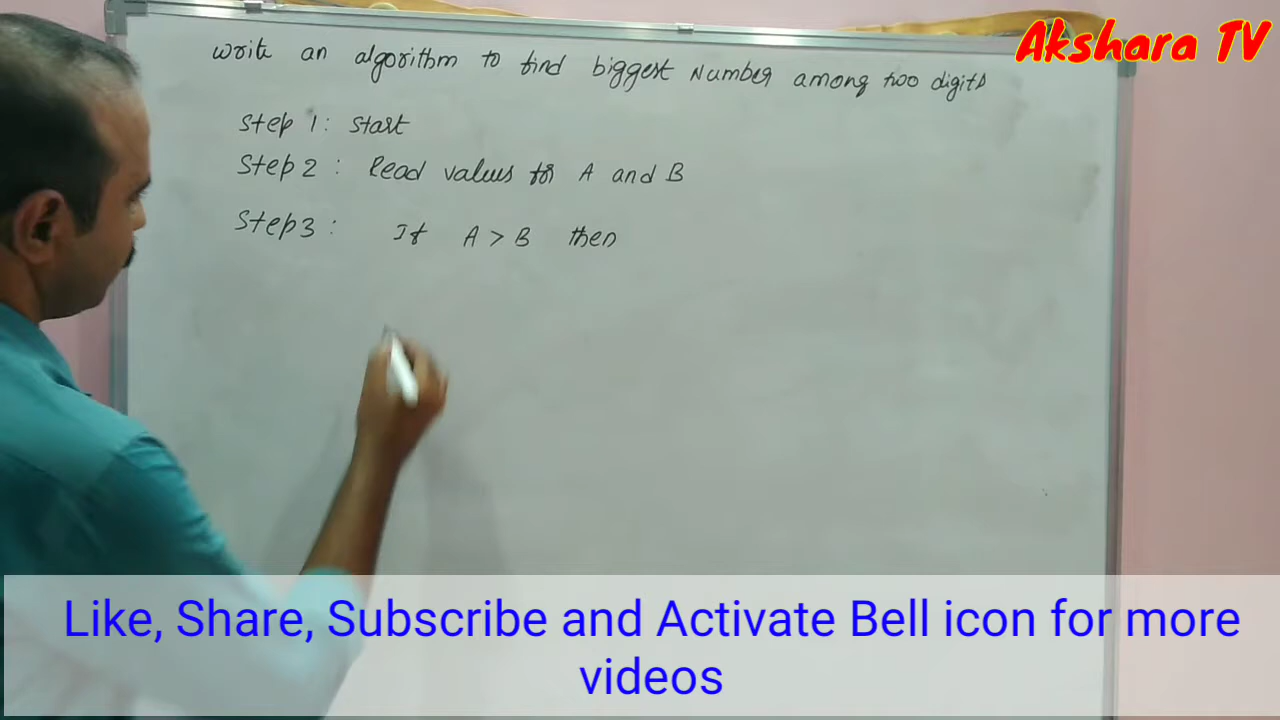 Akshara TV
write an algorithm to find biggest Number among two digits
Step 1: Start
Step 2: Read values for A and B
Step 3: If A > B then
Like, Share, Subscribe and Activate Bell icon for more
videos